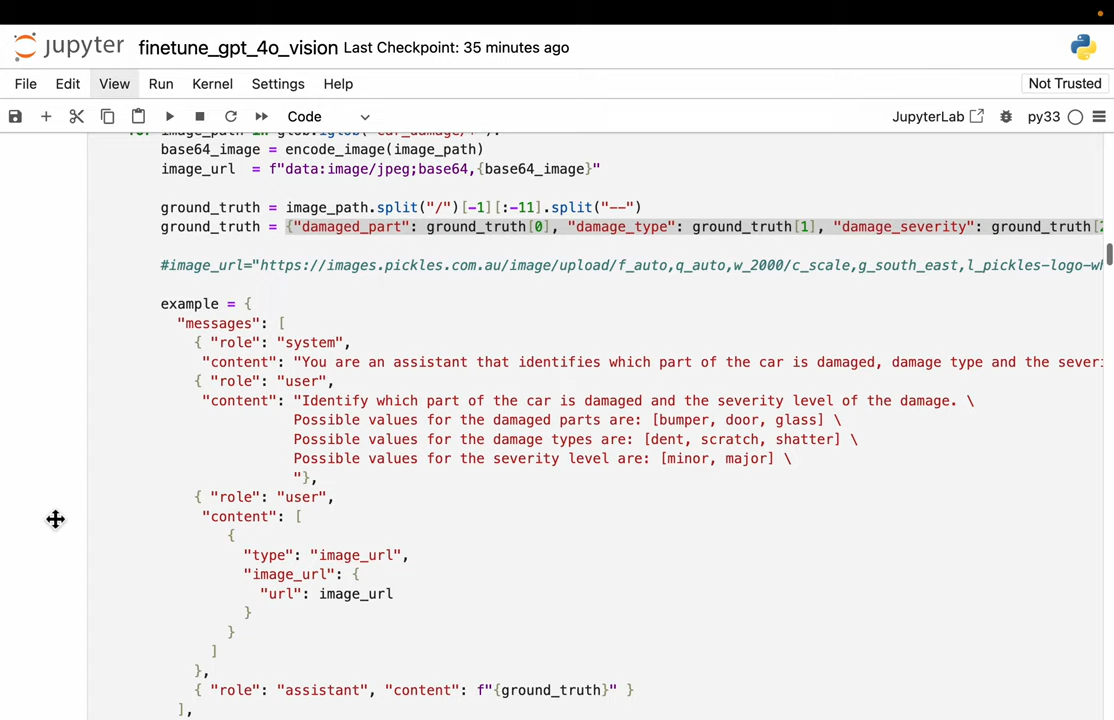 jupyter finetune_gpt_4o_vision Last Checkpoint: 35 minutes ago
File Edit View Run Kernel Settings Help Not Trusted
Code JupyterLab py33
base64_image = encode_image(image_path)
image_url  = f"data:image/jpeg;base64,{base64_image}"
ground_truth = image_path.split("/")[-1][:-11].split("--")
ground_truth = {"damaged_part": ground_truth[0], "damage_type": ground_truth[1], "damage_severity": ground_truth[2
#image_url="https://images.pickles.com.au/image/upload/f_auto,q_auto,w_2000/c_scale,g_south_east,l_pickles-logo-wh
example = {
"messages": [
{ "role": "system",
"content": "You are an assistant that identifies which part of the car is damaged, damage type and the severi
{ "role": "user",
"content": "Identify which part of the car is damaged and the severity level of the damage. \
Possible values for the damaged parts are: [bumper, door, glass] \
Possible values for the damage types are: [dent, scratch, shatter] \
Possible values for the severity level are: [minor, major] \
"},
{ "role": "user",
"content": [
{
"type": "image_url",
"image_url": {
"url": image_url
}
}
]
},
{ "role": "assistant", "content": f"{ground_truth}" }
],